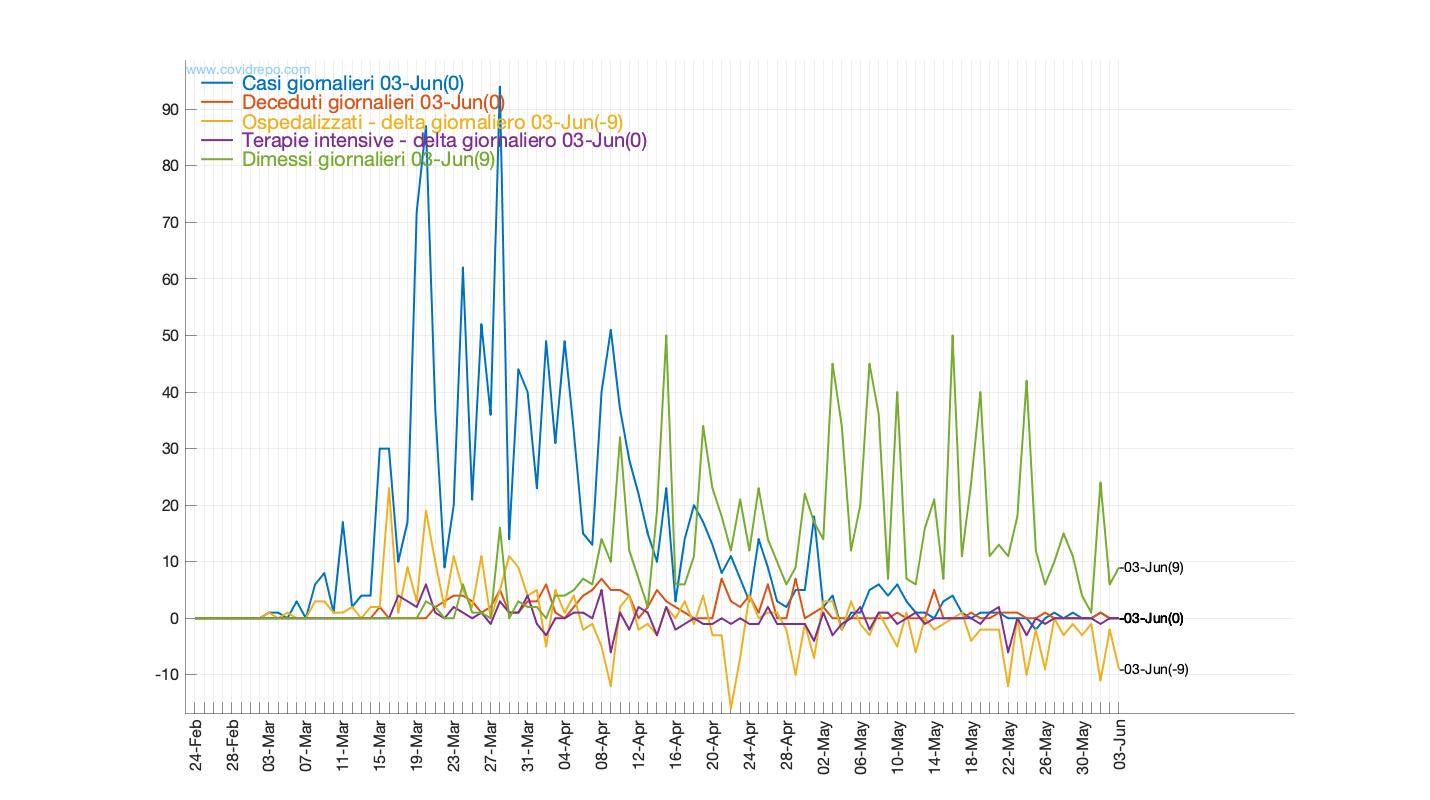 www.covidrepo.com
Casi giornalieri 03-Jun(0)
Deceduti giornalieri 03-Jun(0)
Ospedalizzati - delta giornaliero 03-Jun(-9)
Terapie intensive - delta giornaliero 03-Jun(0)
Dimessi giornalieri 03-Jun(9)
90
80
70
60
50
40
30
20
10
0
-10
-03-Jun(9)
-03-Jun(0)
-03-Jun(-9)
24-Feb
28-Feb
03-Mar
07-Mar
11-Mar
15-Mar
19-Mar
23-Mar
27-Mar
31-Mar
04-Apr
08-Apr
12-Apr
16-Apr
20-Apr
24-Apr
28-Apr
02-May
06-May
10-May
14-May
18-May
22-May
26-May
30-May
03-Jun